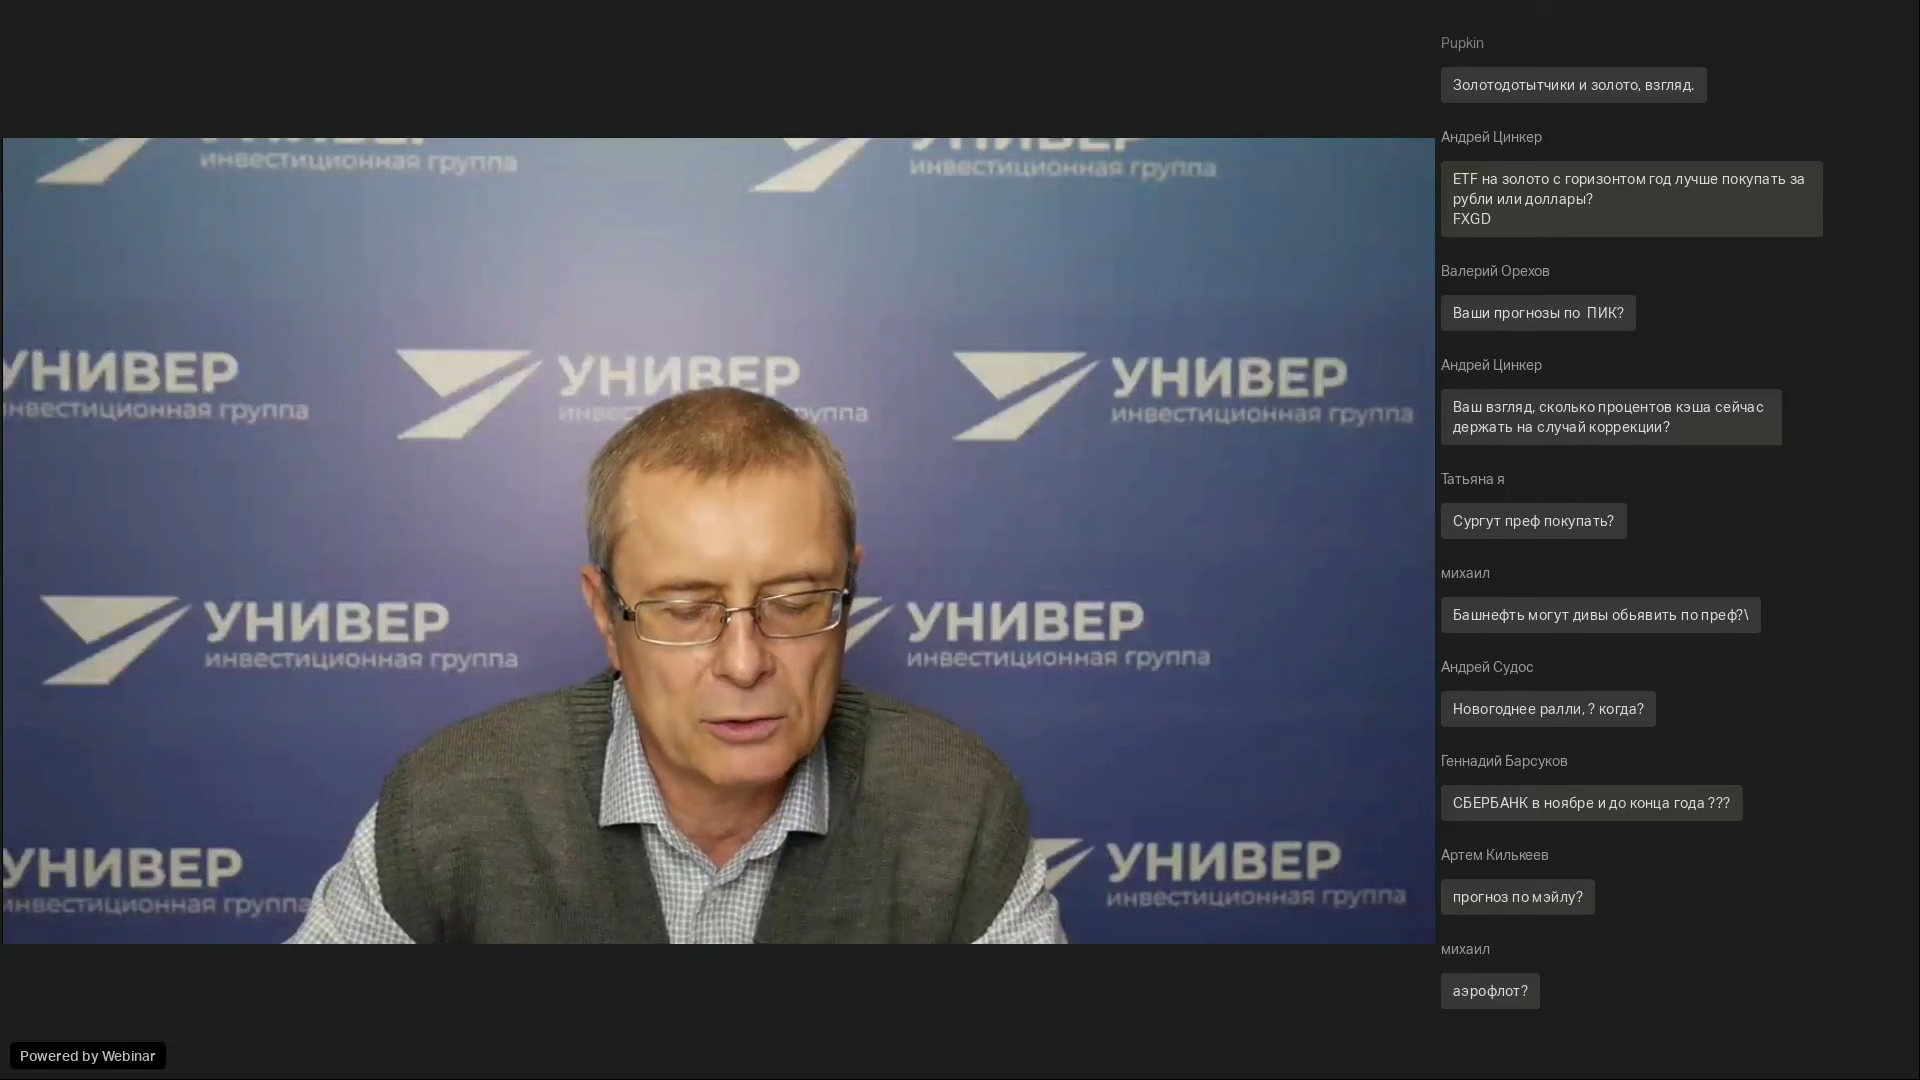 УНИВЕР
инвестиционная группа
УНИВЕР
инвестиционная группа
УНИВЕР
инвестиционная группа
УНИВЕР
УНИВЕР
инвестиционная группа
УНИВЕР
инвестиционная группа
УНИВЕР
инвестиционная группа
УНИВЕР
инвестиционная группа
УНИВЕР
инвестиционная группа
Powered by Webinar
Pupkin
Золотодотытчики и золото, взгляд.
Андрей Цинкер
ETF на золото с горизонтом год лучше покупать за
рубли или доллары?
FXGD
Валерий Орехов
Ваши прогнозы по  ПИК?
Андрей Цинкер
Ваш взгляд, сколько процентов кэша сейчас
держать на случай коррекции?
Татьяна я
Сургут преф покупать?
михаил
Башнефть могут дивы обьявить по преф?\
Андрей Судос
Новогоднее ралли, ? когда?
Геннадий Барсуков
СБЕРБАНК в ноябре и до конца года ???
Артем Килькеев
прогноз по мэйлу?
михаил
аэрофлот?